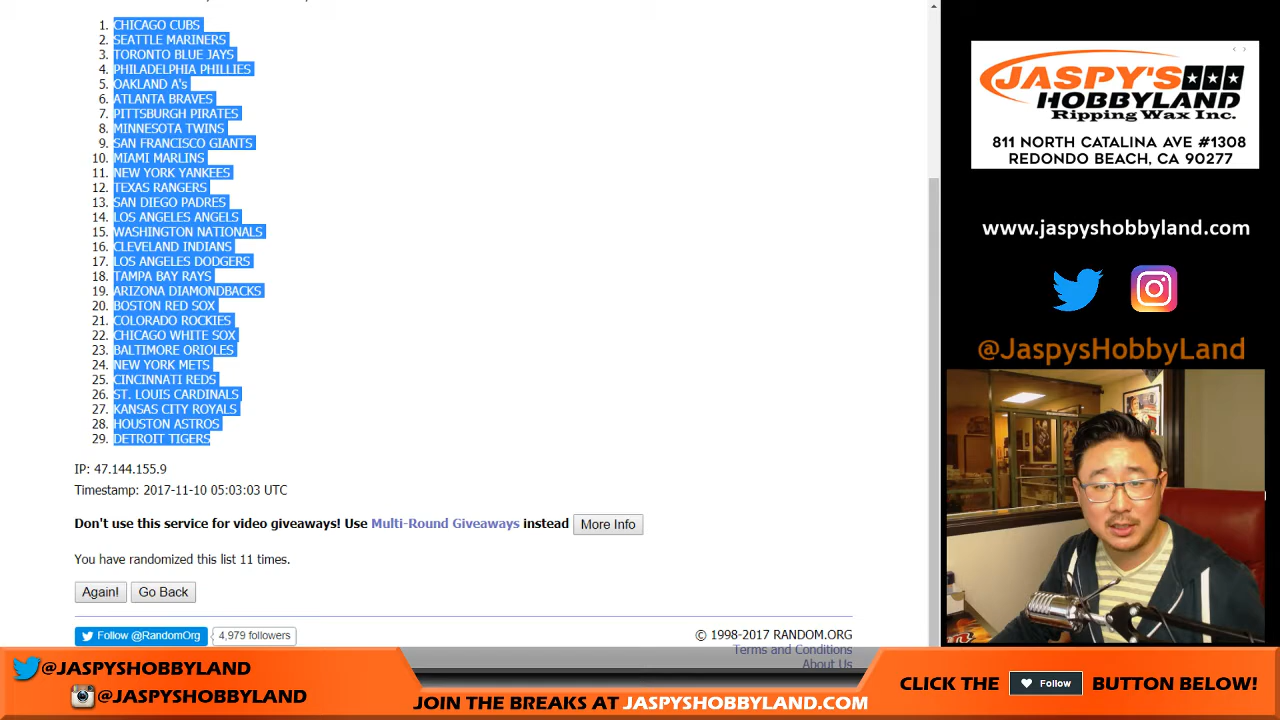 1. CHICAGO CUBS
2. SEATTLE MARINERS
3. TORONTO BLUE JAYS
4. PHILADELPHIA PHILLIES
5. OAKLAND A's
6. ATLANTA BRAVES
7. PITTSBURGH PIRATES
8. MINNESOTA TWINS
9. SAN FRANCISCO GIANTS
10. MIAMI MARLINS
11. NEW YORK YANKEES
12. TEXAS RANGERS
13. SAN DIEGO PADRES
14. LOS ANGELES ANGELS
15. WASHINGTON NATIONALS
16. CLEVELAND INDIANS
17. LOS ANGELES DODGERS
18. TAMPA BAY RAYS
19. ARIZONA DIAMONDBACKS
20. BOSTON RED SOX
21. COLORADO ROCKIES
22. CHICAGO WHITE SOX
23. BALTIMORE ORIOLES
24. NEW YORK METS
25. CINCINNATI REDS
26. ST. LOUIS CARDINALS
27. KANSAS CITY ROYALS
28. HOUSTON ASTROS
29. DETROIT TIGERS
IP: 47.144.155.9
Timestamp: 2017-11-10 05:03:03 UTC
Don't use this service for video giveaways! Use Multi-Round Giveaways instead More Info
You have randomized this list 11 times.
Again! Go Back
Follow @RandomOrg 4,979 followers
© 1998-2017 RANDOM.ORG
Terms and Conditions
About Us
JASPY'S
HOBBYLAND
Ripping Wax Inc.
811 NORTH CATALINA AVE #1308
REDONDO BEACH, CA 90277
www.jaspyshobbyland.com
@JaspysHobbyLand
@JASPYSHOBBYLAND
@JASPYSHOBBYLAND
JOIN THE BREAKS AT JASPYSHOBBYLAND.COM
CLICK THE Follow BUTTON BELOW!